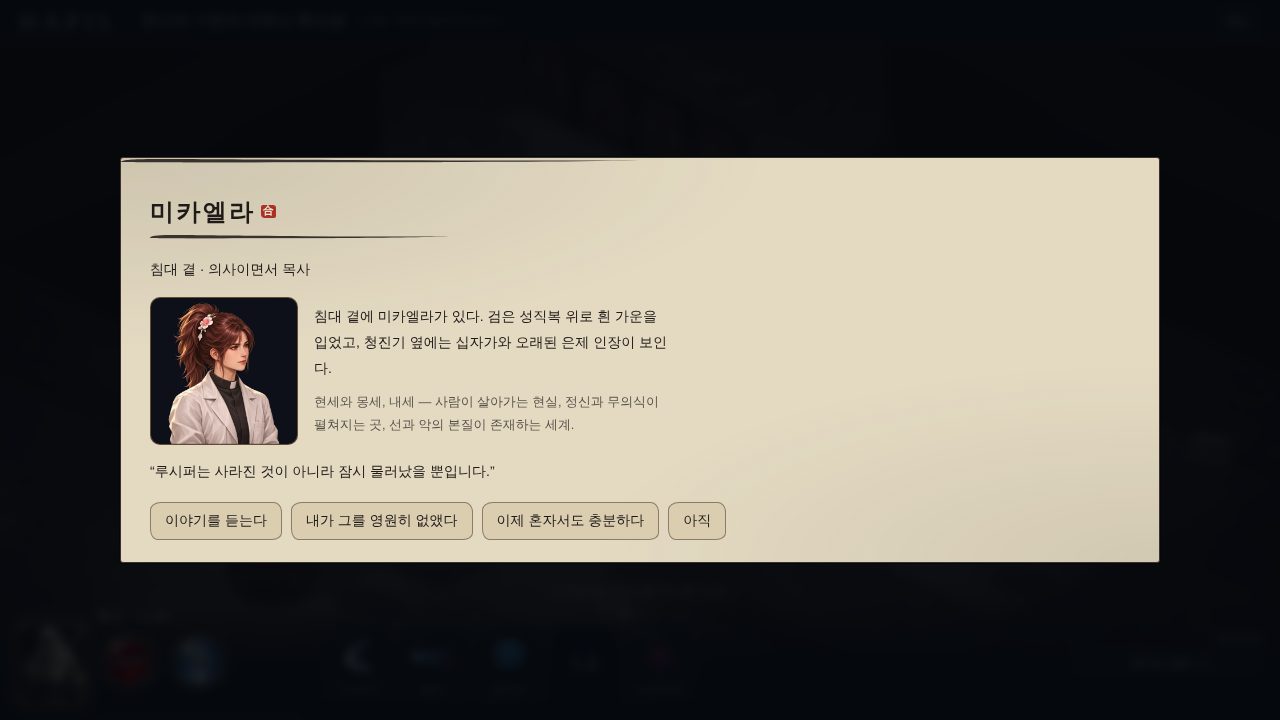 미카엘라 合
침대 곁 · 의사이면서 목사
침대 곁에 미카엘라가 있다. 검은 성직복 위로 흰 가운을
입었고, 청진기 옆에는 십자가와 오래된 은제 인장이 보인
다.
현세와 몽세, 내세 — 사람이 살아가는 현실, 정신과 무의식이
펼쳐지는 곳, 선과 악의 본질이 존재하는 세계.
“루시퍼는 사라진 것이 아니라 잠시 물러났을 뿐입니다.”
이야기를 듣는다 내가 그를 영원히 없앴다 이제 혼자서도 충분하다 아직